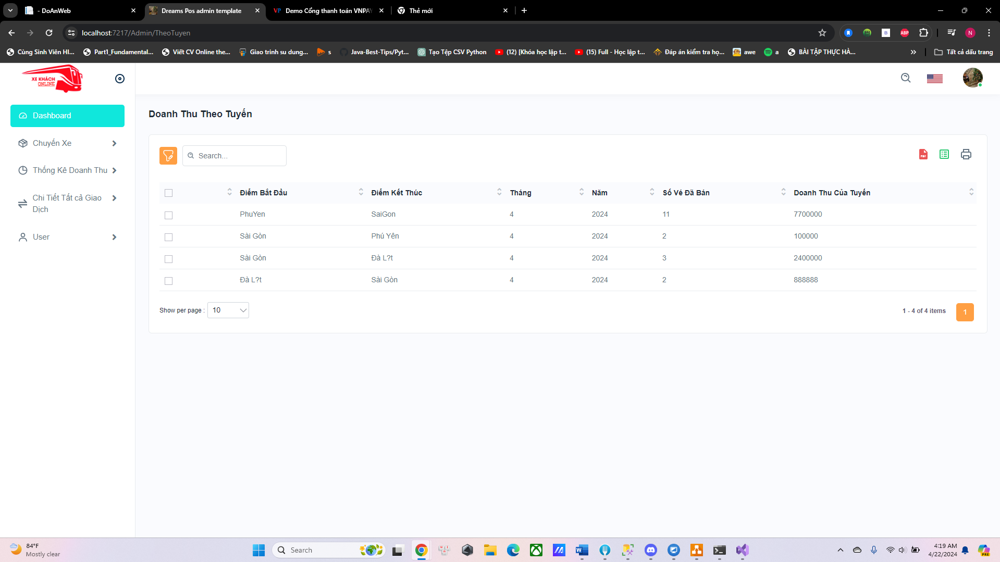 - DoAnWeb
Dreams Pos admin template
VP Demo Cổng thanh toán VNPAY
Thẻ mới
localhost:7217/Admin/TheoTuyen
B
ABP
N
Cùng Sinh Viên HI...
Part1_Fundamental...
Viết CV Online the...
Giao trinh su dung...
s
Java-Best-Tips/Pyt...
Tạo Tệp CSV Python
(12) [Khóa học lập t...
(15) Full - Học lập t...
Đáp án kiểm tra họ...
awe
a
BÀI TẬP THỰC HÀ...
Tất cả dấu trang
XE KHÁCH
ONLINE
Dashboard
Chuyến Xe
Thống Kê Doanh Thu
Chi Tiết Tất cả Giao
Dịch
User
Doanh Thu Theo Tuyến
Search...
PDF
Điểm Bắt Đầu Điểm Kết Thúc Tháng Năm Số Vé Đã Bán Doanh Thu Của Tuyến
PhuYen SaiGon 4 2024 11 7700000
Sài Gòn Phú Yên 4 2024 2 100000
Sài Gòn Đà L?t 4 2024 3 2400000
Đà L?t Sài Gòn 4 2024 2 888888
Show per page : 10
1 - 4 of 4 items 1
84°F
Mostly clear
Search
4:19 AM
4/22/2024
PRE